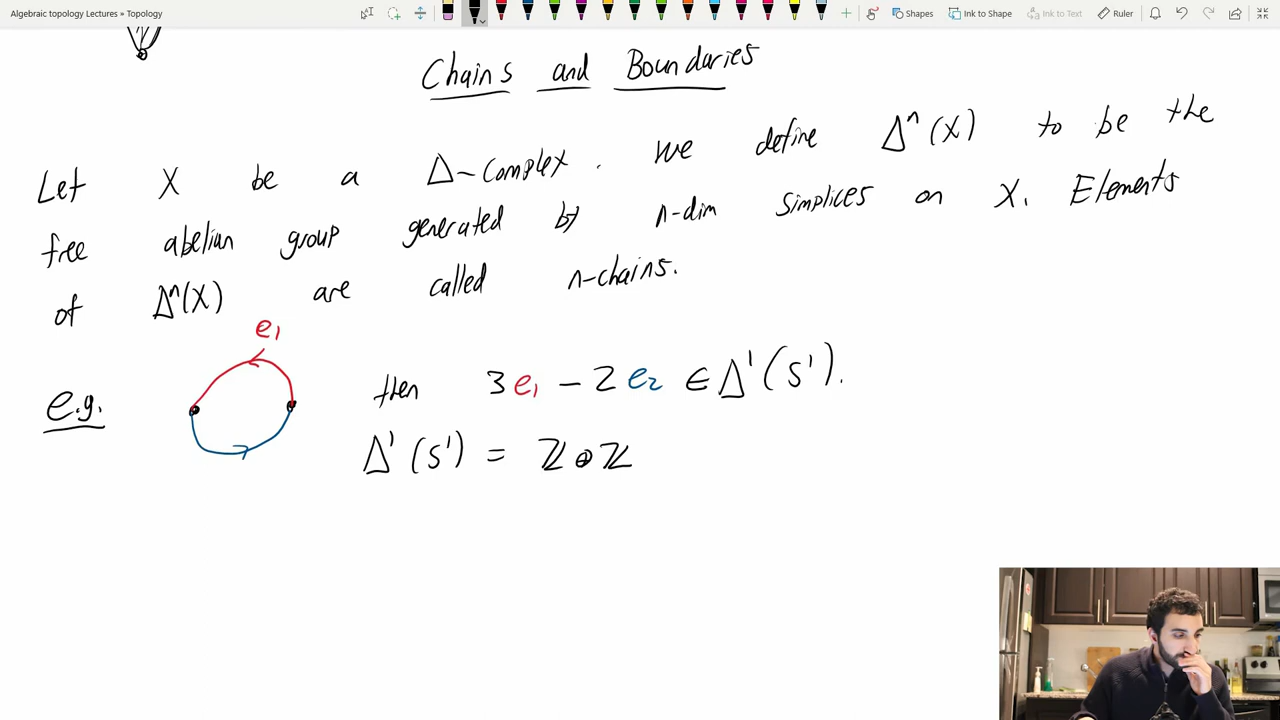 Algebraic topology Lectures » Topology
Shapes
Ink to Shape
Ink to Text
Ruler
Chains and Boundaries
Let X be a Δ-complex. We define Δⁿ(X) to be the
free abelian group generated by n-dim simplices on X. Elements
of Δⁿ(X) are called n-chains.
e₁
e.g. then 3e₁ - 2e₂ ∈ Δ¹(S¹).
Δ¹(S¹) = ℤ⊕ℤ